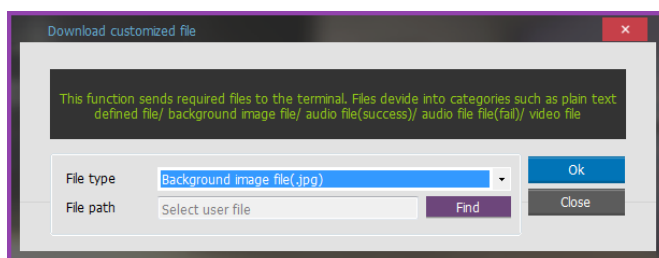 Download customized file
This function sends required files to the terminal. Files devide into categories such as plain text
defined file/ background image file/ audio file(success)/ audio file file(fail)/ video file
File type
Background image file(.jpg)
Ok
File path
Select user file
Find
Close